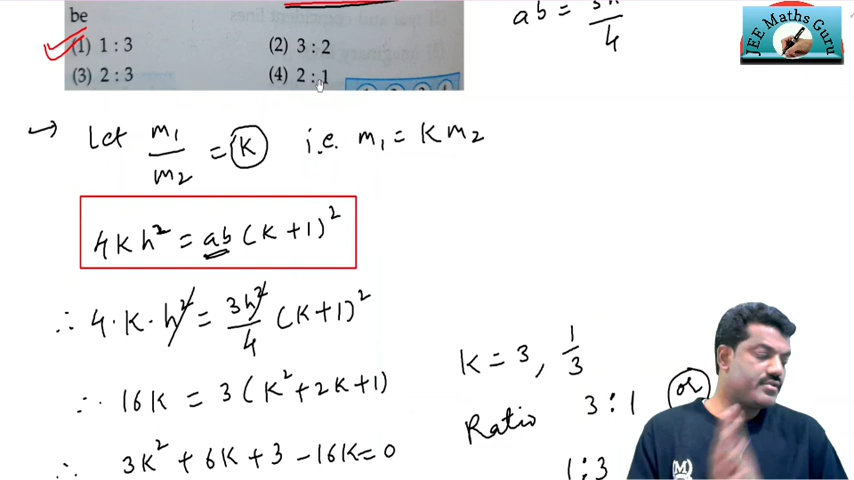 be
(1) 1 : 3
(2) 3 : 2
(3) 2 : 3
(4) 2 : 1
ab = 3h²/4
JEE Maths Guru
→ Let m₁/m₂ = K i.e. m₁ = K m₂
4Kh² = ab (K+1)²
∴ 4·K·h² = 3h²/4 (K+1)²
∴ 16K = 3 (K²+2K+1)
∴ 3K² + 6K + 3 − 16K = 0
K = 3, 1/3
Ratio 3 : 1 or
1 : 3